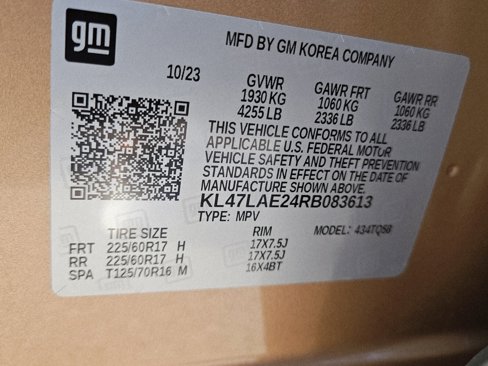 gm
MFD BY GM KOREA COMPANY
10/23
GVWR
1930 KG
4255 LB
GAWR FRT
1060 KG
2336 LB
GAWR RR
1060 KG
2336 LB
THIS VEHICLE CONFORMS TO ALL
APPLICABLE U.S. FEDERAL MOTOR
VEHICLE SAFETY AND THEFT PREVENTION
STANDARDS IN EFFECT ON THE DATE OF
MANUFACTURE SHOWN ABOVE.
KL47LAE24RB083613
TYPE: MPV
MODEL: 434TQ58
TIRE SIZE RIM
FRT 225/60R17 H 17X7.5J
RR 225/60R17 H 17X7.5J
SPA T125/70R16 M 16X4BT